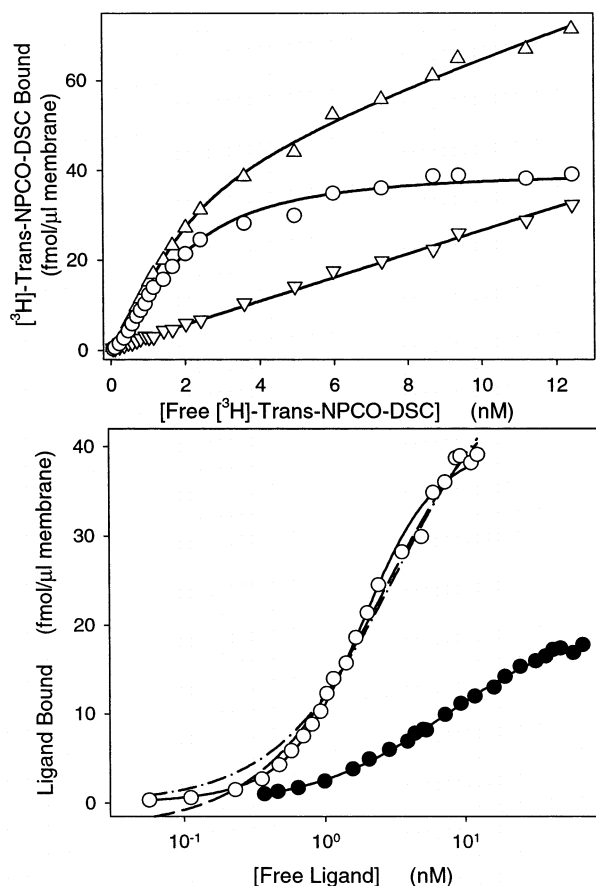 [³H]-Trans-NPCO-DSC Bound
(fmol/μl membrane)
60
40
20
0
0 2 4 6 8 10 12
[Free [³H]-Trans-NPCO-DSC] (nM)
Ligand Bound (fmol/μl membrane)
40
30
20
10
0
10⁻¹ 10⁰ 10¹
[Free Ligand] (nM)